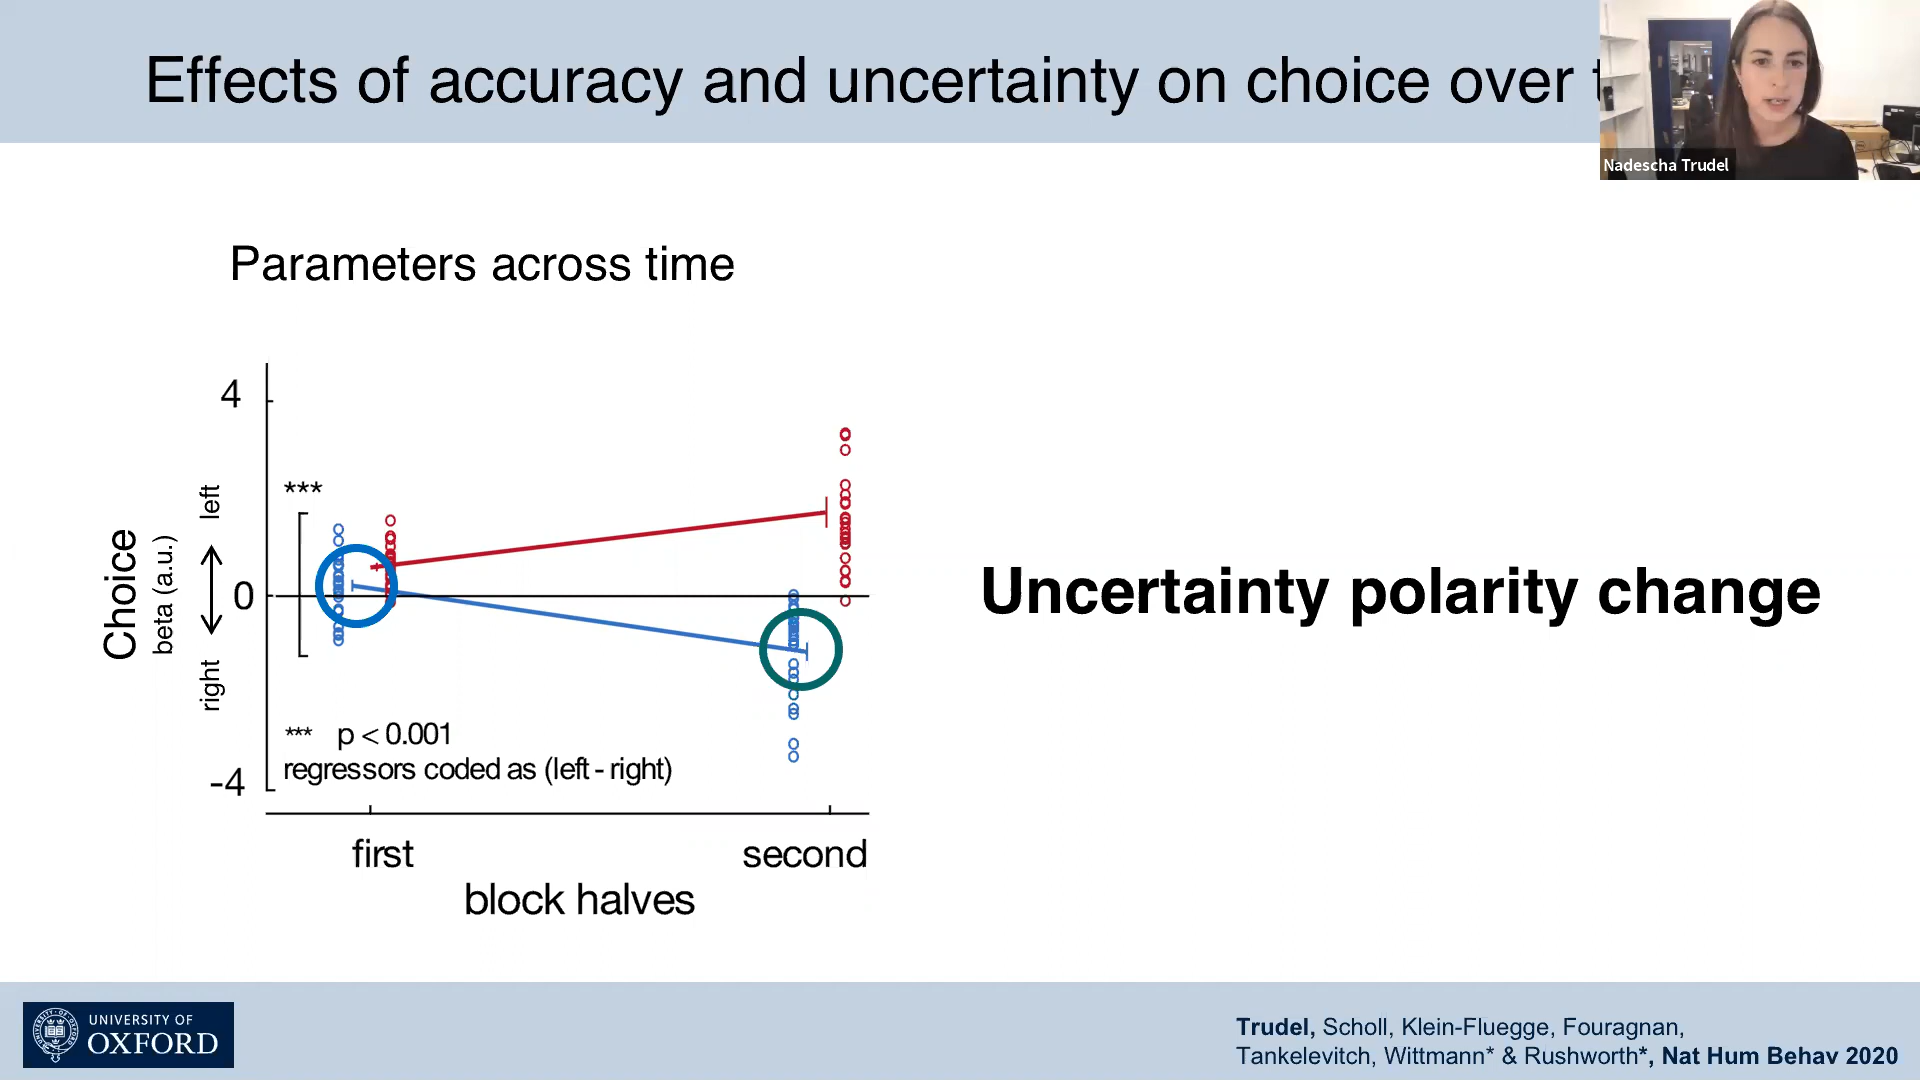 Effects of accuracy and uncertainty on choice over t
Nadescha Trudel
Parameters across time
4
0
-4
Choice
beta (a.u.)
left
right
***
*** p < 0.001
regressors coded as (left - right)
first
second
block halves
Uncertainty polarity change
UNIVERSITY OF
OXFORD
Trudel, Scholl, Klein-Fluegge, Fouragnan,
Tankelevitch, Wittmann* & Rushworth*, Nat Hum Behav 2020